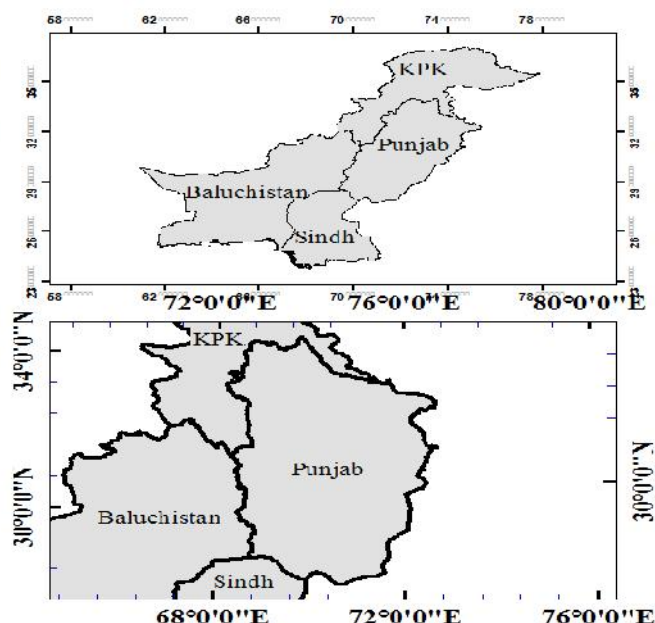 58 62 66 70 74 78
KPK
35 35
32 32
Punjab
29 29
Baluchistan
26 26
Sindh
23 23
58 62 66 70 74 78
72°0'0"E 76°0'0"E 80°0'0"E
KPK
34°0'0"N
Punjab
30°0'0"N 30°0'0"N
Baluchistan
Sindh
68°0'0"E 72°0'0"E 76°0'0"E